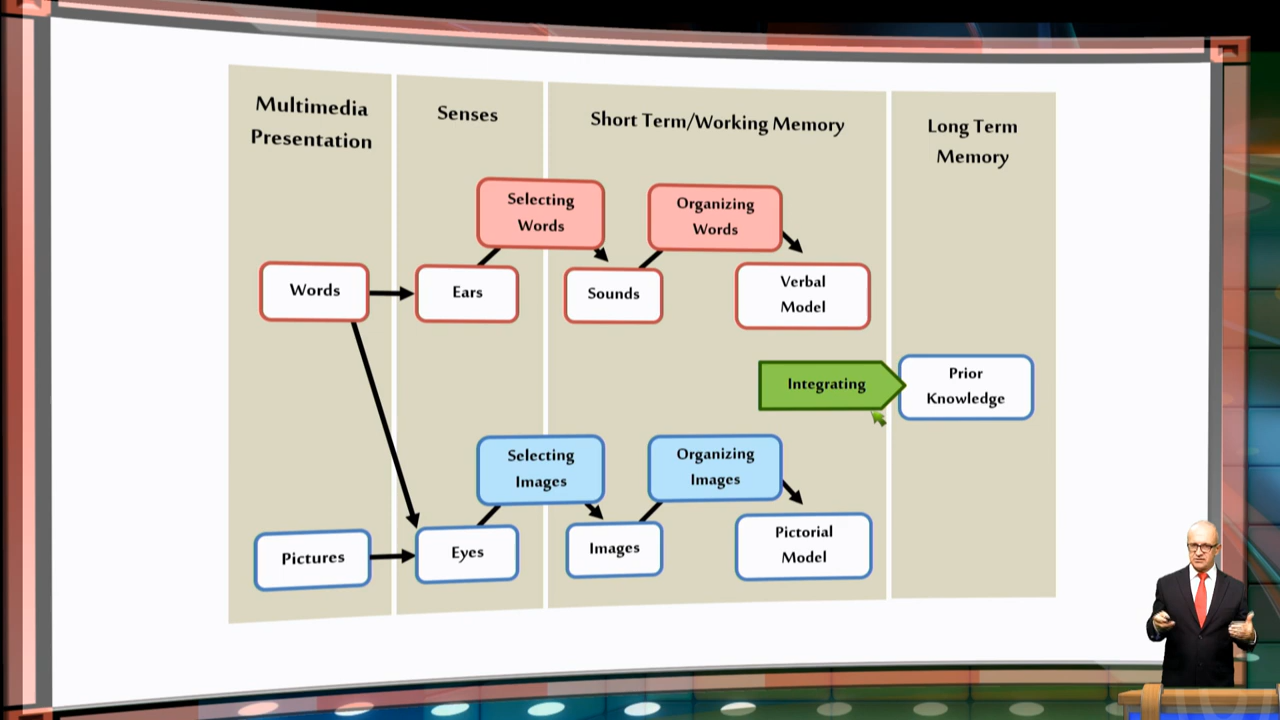 Multimedia
Presentation
Senses
Short Term/Working Memory
Long Term
Memory
Selecting
Words
Organizing
Words
Words
Ears
Sounds
Verbal
Model
Integrating
Prior
Knowledge
Selecting
Images
Organizing
Images
Pictures
Eyes
Images
Pictorial
Model